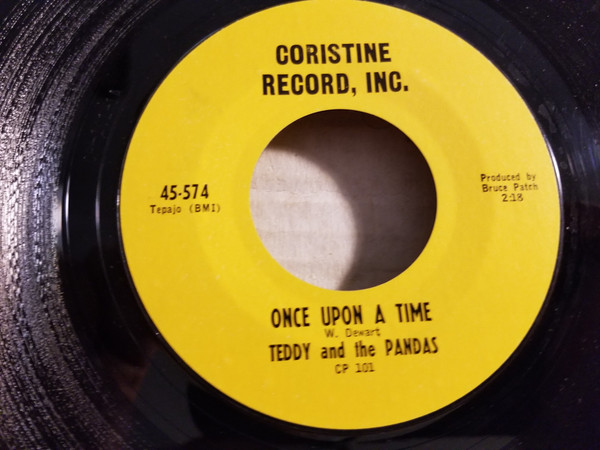 CORISTINE
RECORD, INC.
45-574
Tepajo (BMI)
Produced by
Bruce Patch
2:18
ONCE UPON A TIME
W. Dewart
TEDDY and the PANDAS
CP 101